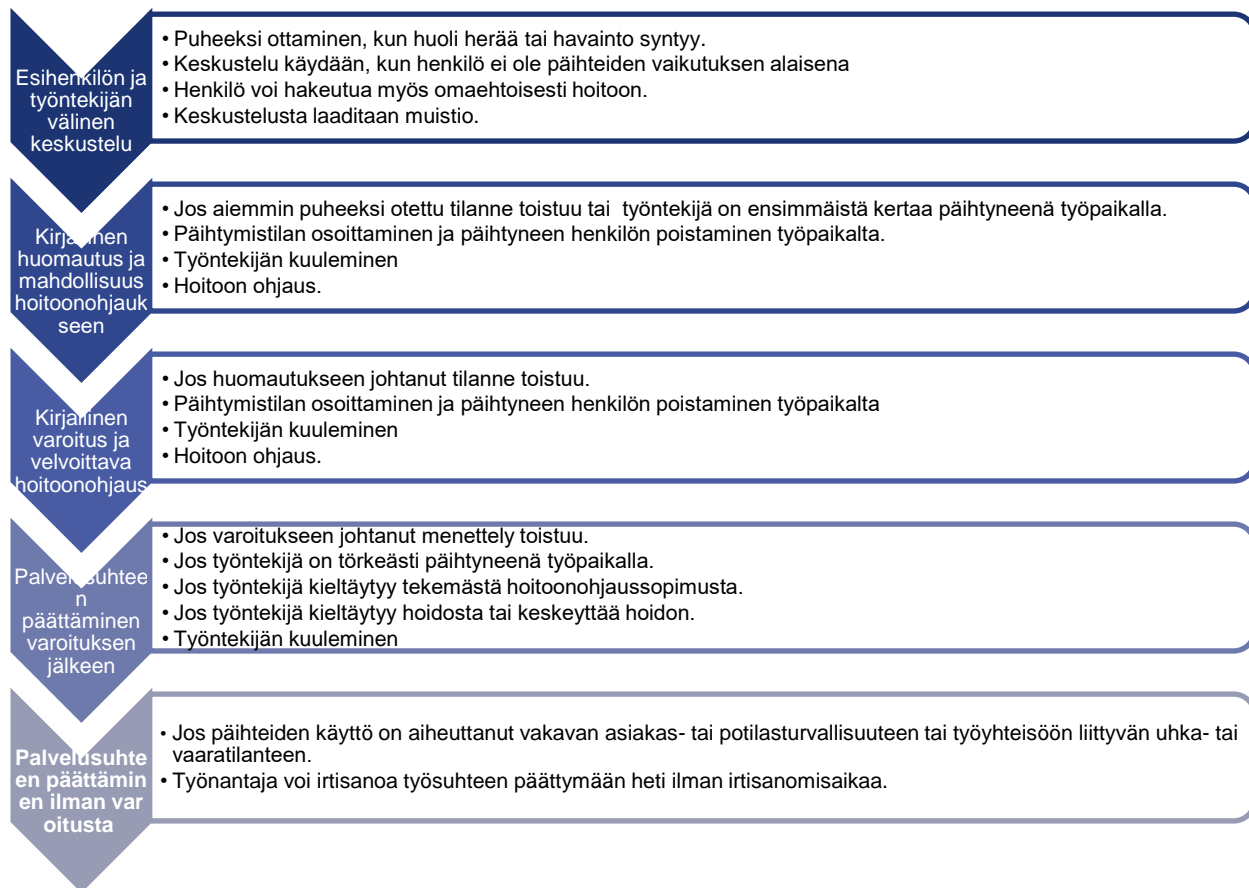 Esihenkilön ja
työntekijän
välinen
keskustelu
• Puheeksi ottaminen, kun huoli herää tai havainto syntyy.
• Keskustelu käydään, kun henkilö ei ole päihteiden vaikutuksen alaisena
• Henkilö voi hakeutua myös omaehtoisesti hoitoon.
• Keskustelusta laaditaan muistio.
Kirjallinen
huomautus ja
mahdollisuus
hoitoonohjauk
seen
• Jos aiemmin puheeksi otettu tilanne toistuu tai työntekijä on ensimmäistä kertaa päihtyneenä työpaikalla.
• Päihtymistilan osoittaminen ja päihtyneen henkilön poistaminen työpaikalta.
• Työntekijän kuuleminen
• Hoitoon ohjaus.
Kirjallinen
varoitus ja
velvoittava
hoitoonohjaus
• Jos huomautukseen johtanut tilanne toistuu.
• Päihtymistilan osoittaminen ja päihtyneen henkilön poistaminen työpaikalta
• Työntekijän kuuleminen
• Hoitoon ohjaus.
Palvelusuhtee
n
päättäminen
varoituksen
jälkeen
• Jos varoitukseen johtanut menettely toistuu.
• Jos työntekijä on törkeästi päihtyneenä työpaikalla.
• Jos työntekijä kieltäytyy tekemästä hoitoonohjaussopimusta.
• Jos työntekijä kieltäytyy hoidosta tai keskeyttää hoidon.
• Työntekijän kuuleminen
Palvelusuhte
en päättämin
en ilman var
oitusta
• Jos päihteiden käyttö on aiheuttanut vakavan asiakas- tai potilasturvallisuuteen tai työyhteisöön liittyvän uhka- tai
vaaratilanteen.
• Työnantaja voi irtisanoa työsuhteen päättymään heti ilman irtisanomisaikaa.